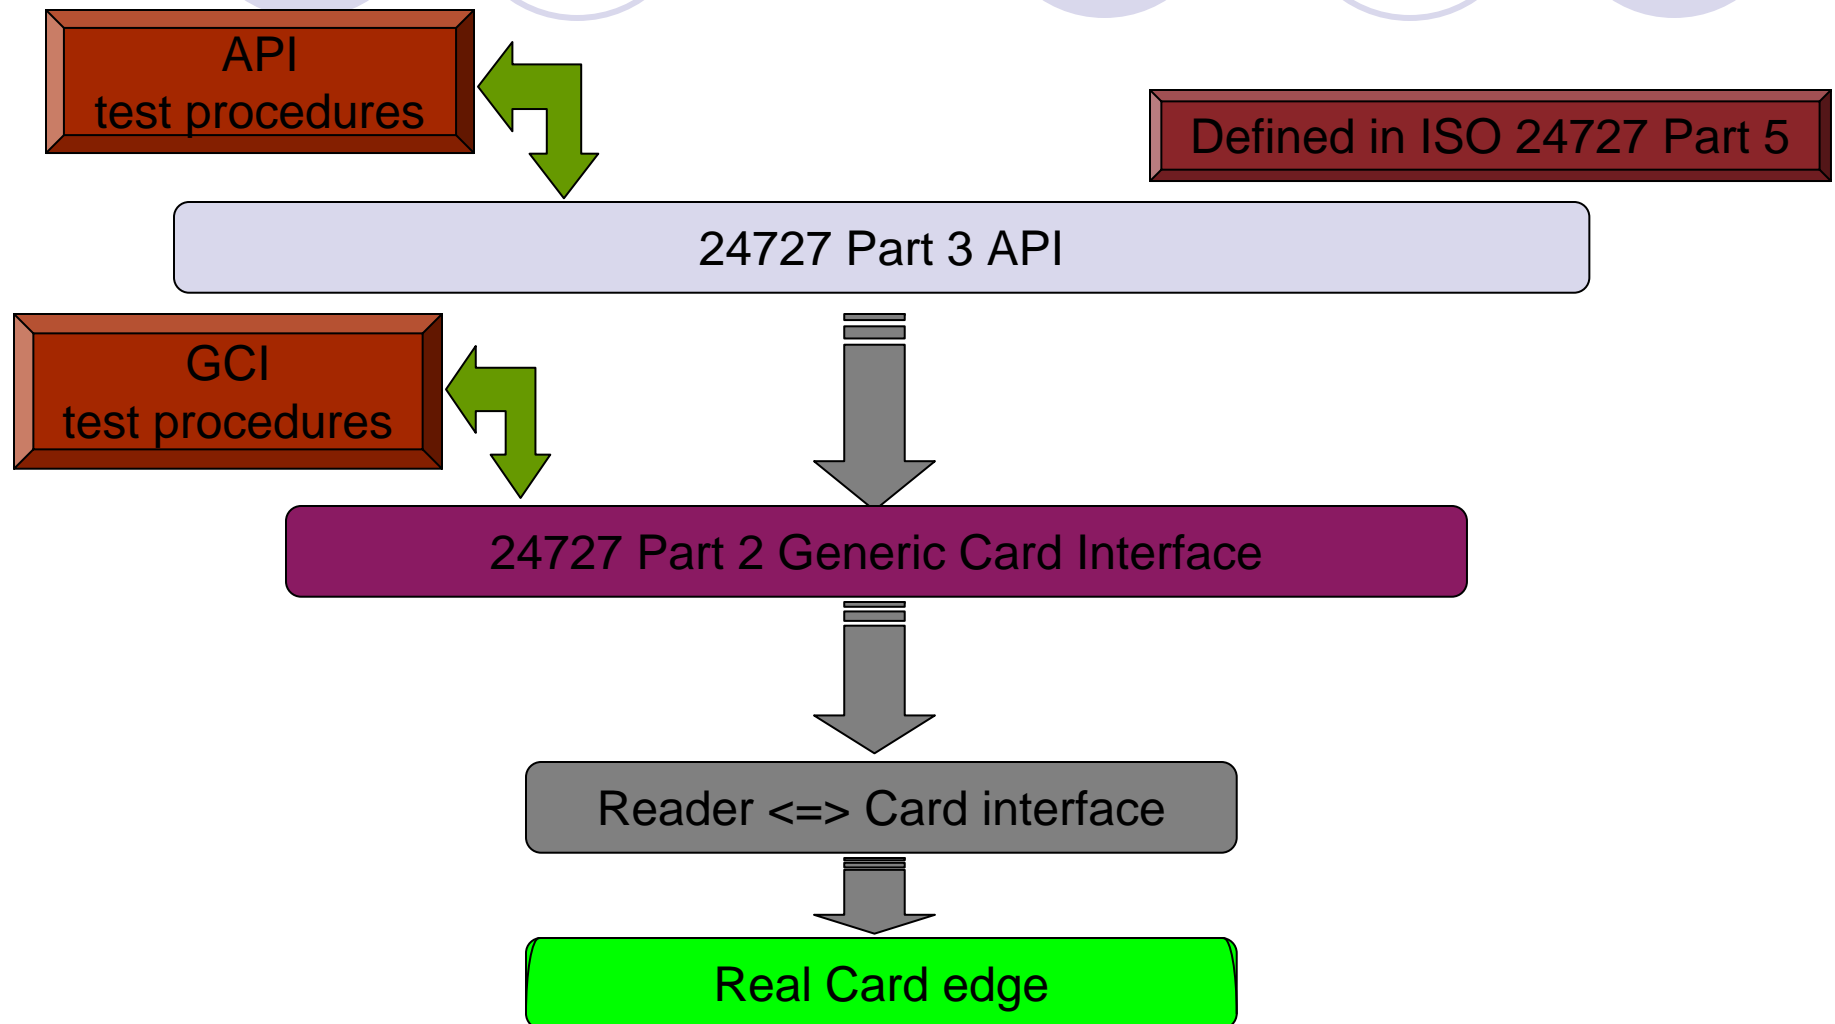 API
test procedures
Defined in ISO 24727 Part 5
24727 Part 3 API
GCI
test procedures
24727 Part 2 Generic Card Interface
Reader <=> Card interface
Real Card edge